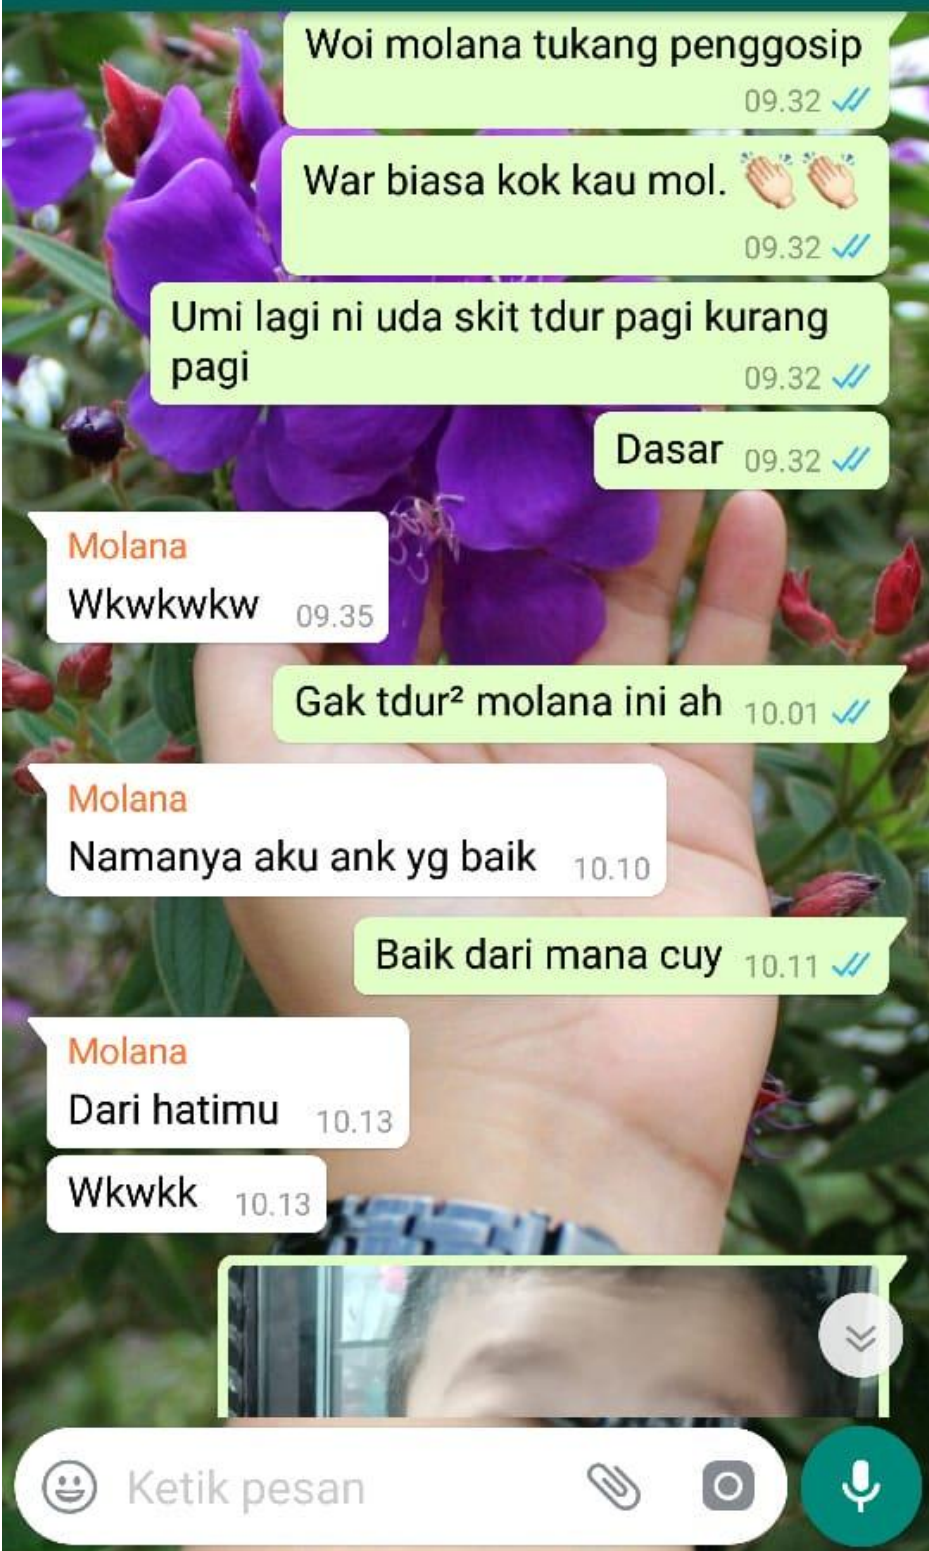 Woi molana tukang penggosip
09.32
War biasa kok kau mol. 👏👏
09.32
Umi lagi ni uda skit tdur pagi kurang
pagi
09.32
Dasar 09.32
Molana
Wkwkwkw 09.35
Gak tdur² molana ini ah 10.01
Molana
Namanya aku ank yg baik 10.10
Baik dari mana cuy 10.11
Molana
Dari hatimu 10.13
Wkwkk 10.13
Ketik pesan